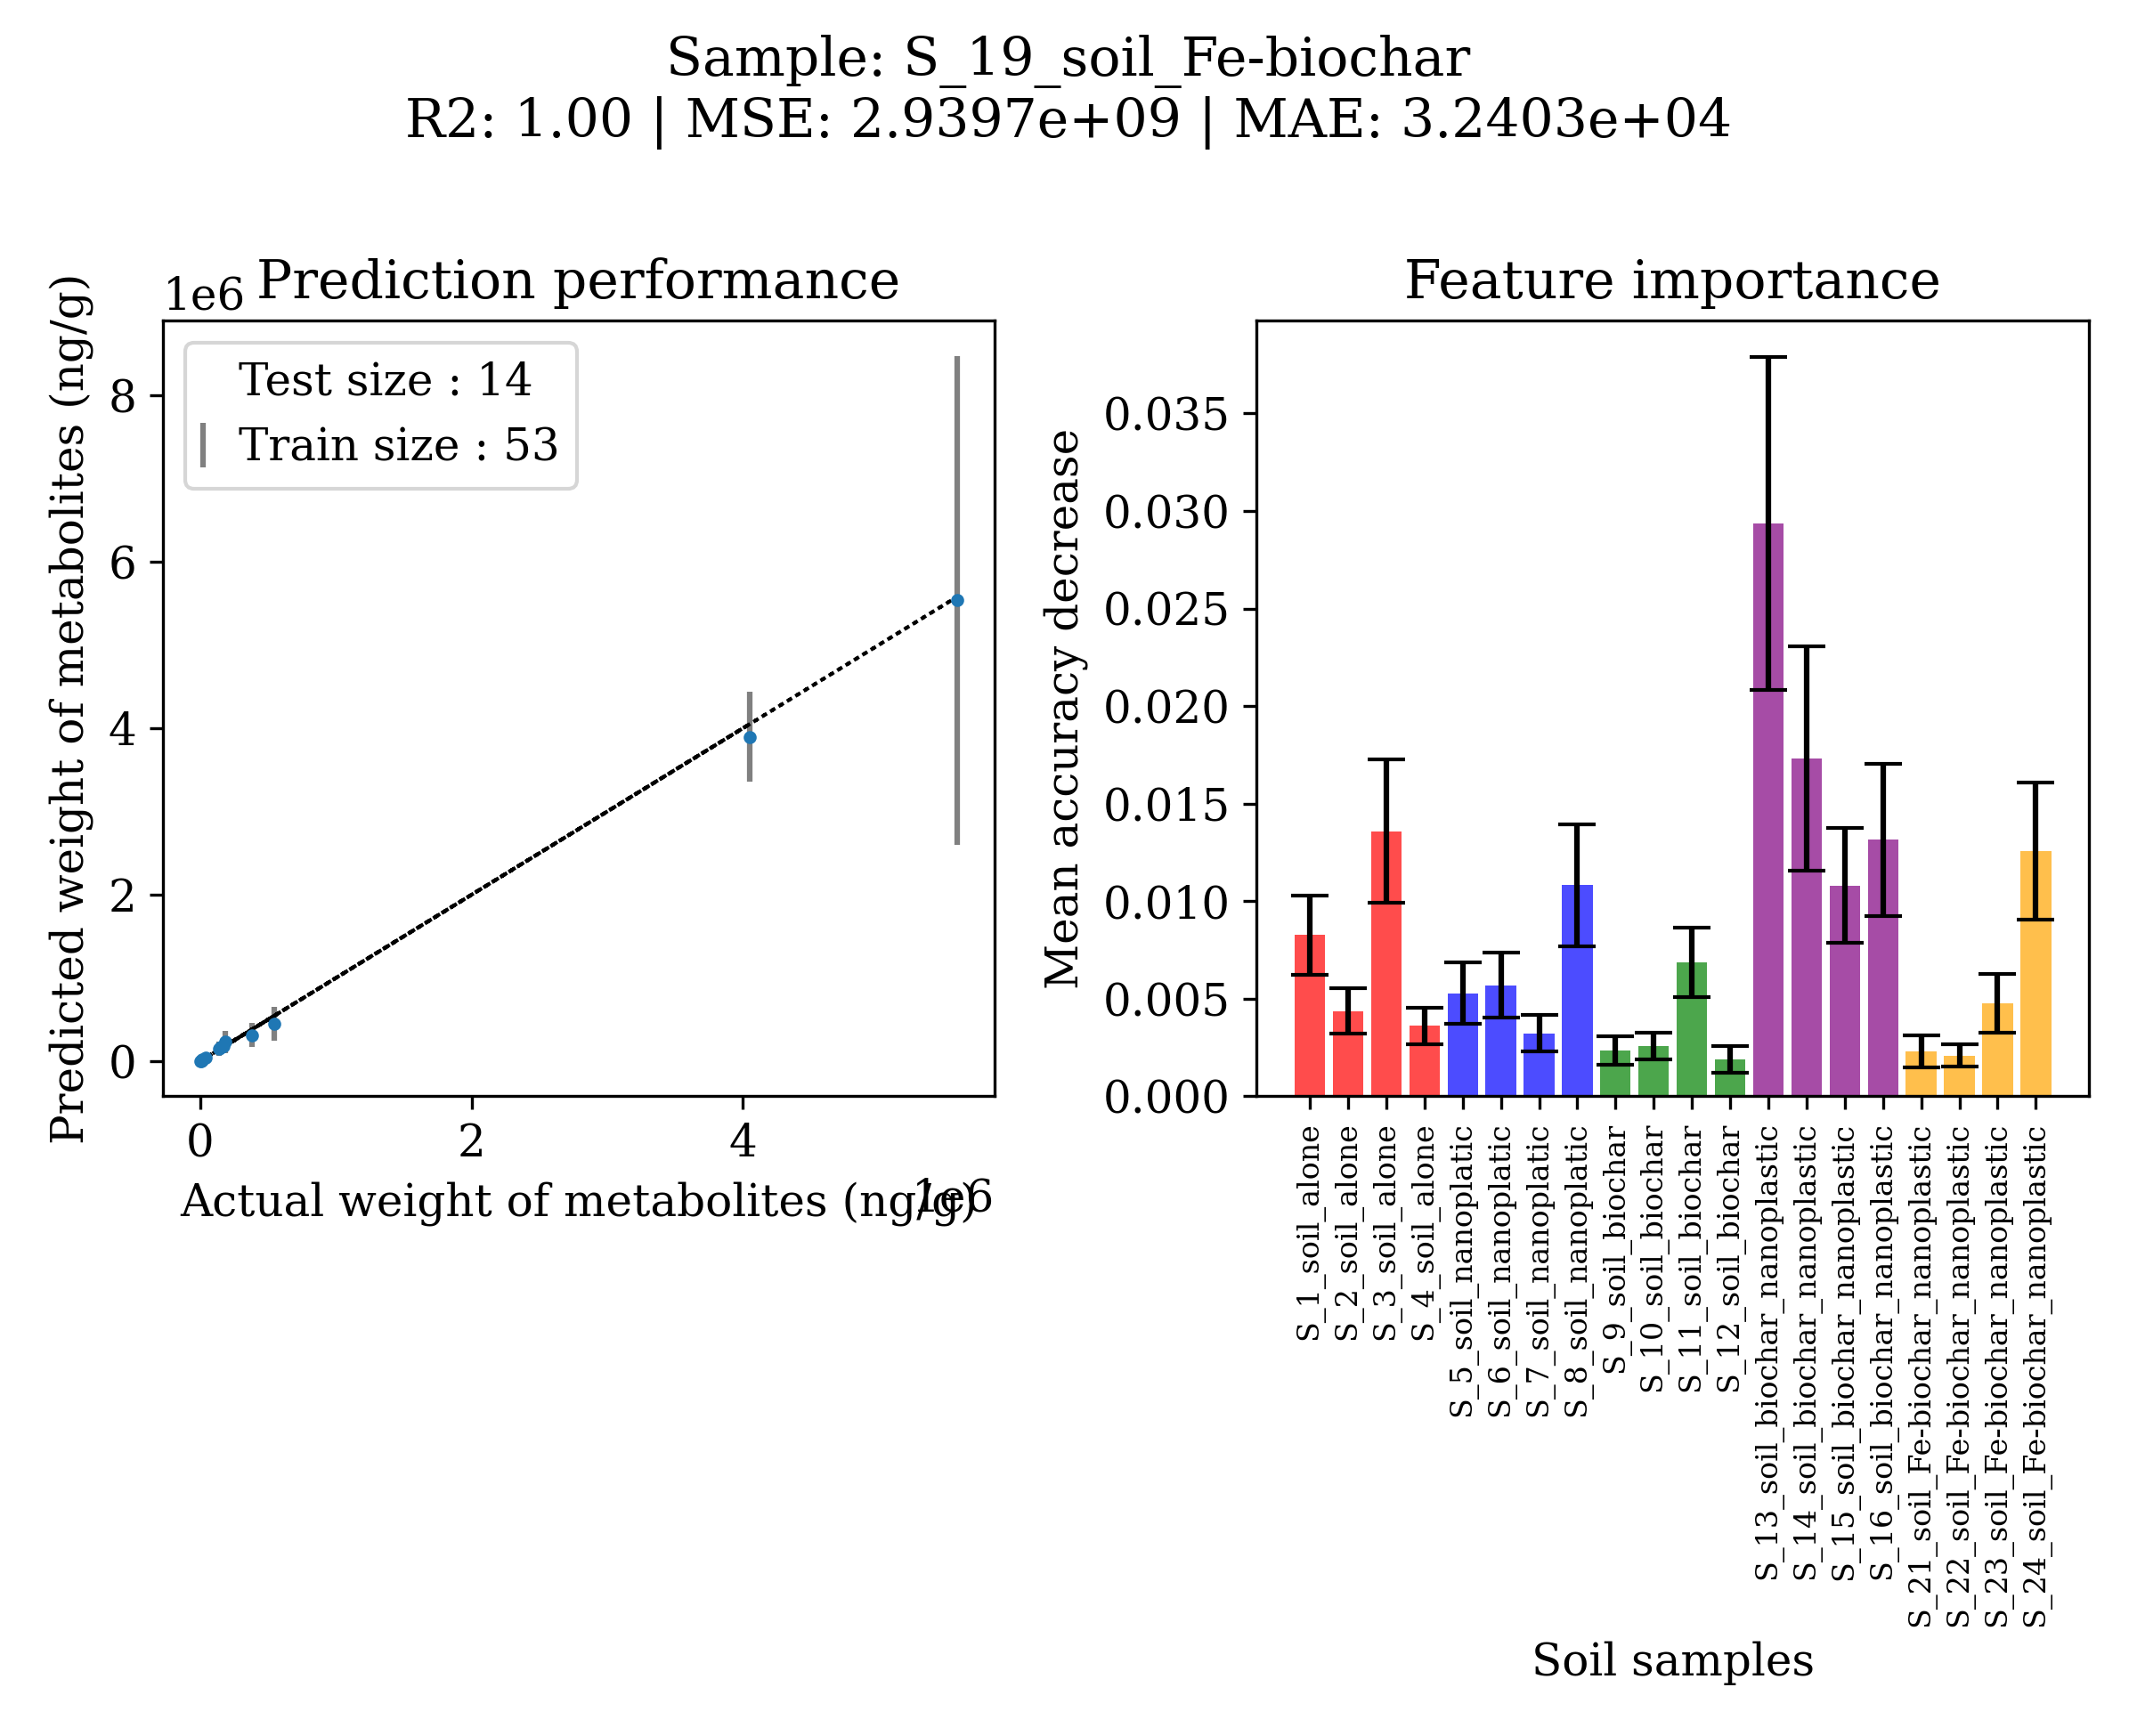 Sample: S_19_soil_Fe-biochar
R2: 1.00 | MSE: 2.9397e+09 | MAE: 3.2403e+04
Prediction performance
1e6
Predicted weight of metabolites (ng/g)
8
6
4
2
0
Test size : 14
Train size : 53
0
2
4
1e6
Actual weight of metabolites (ng/g)
Feature importance
Mean accuracy decrease
0.035
0.030
0.025
0.020
0.015
0.010
0.005
0.000
S_1_soil_alone
S_2_soil_alone
S_3_soil_alone
S_4_soil_alone
S_5_soil_nanoplatic
S_6_soil_nanoplatic
S_7_soil_nanoplatic
S_8_soil_nanoplatic
S_9_soil_biochar
S_10_soil_biochar
S_11_soil_biochar
S_12_soil_biochar
S_13_soil_biochar_nanoplastic
S_14_soil_biochar_nanoplastic
S_15_soil_biochar_nanoplastic
S_16_soil_biochar_nanoplastic
S_21_soil_Fe-biochar_nanoplastic
S_22_soil_Fe-biochar_nanoplastic
S_23_soil_Fe-biochar_nanoplastic
S_24_soil_Fe-biochar_nanoplastic
Soil samples